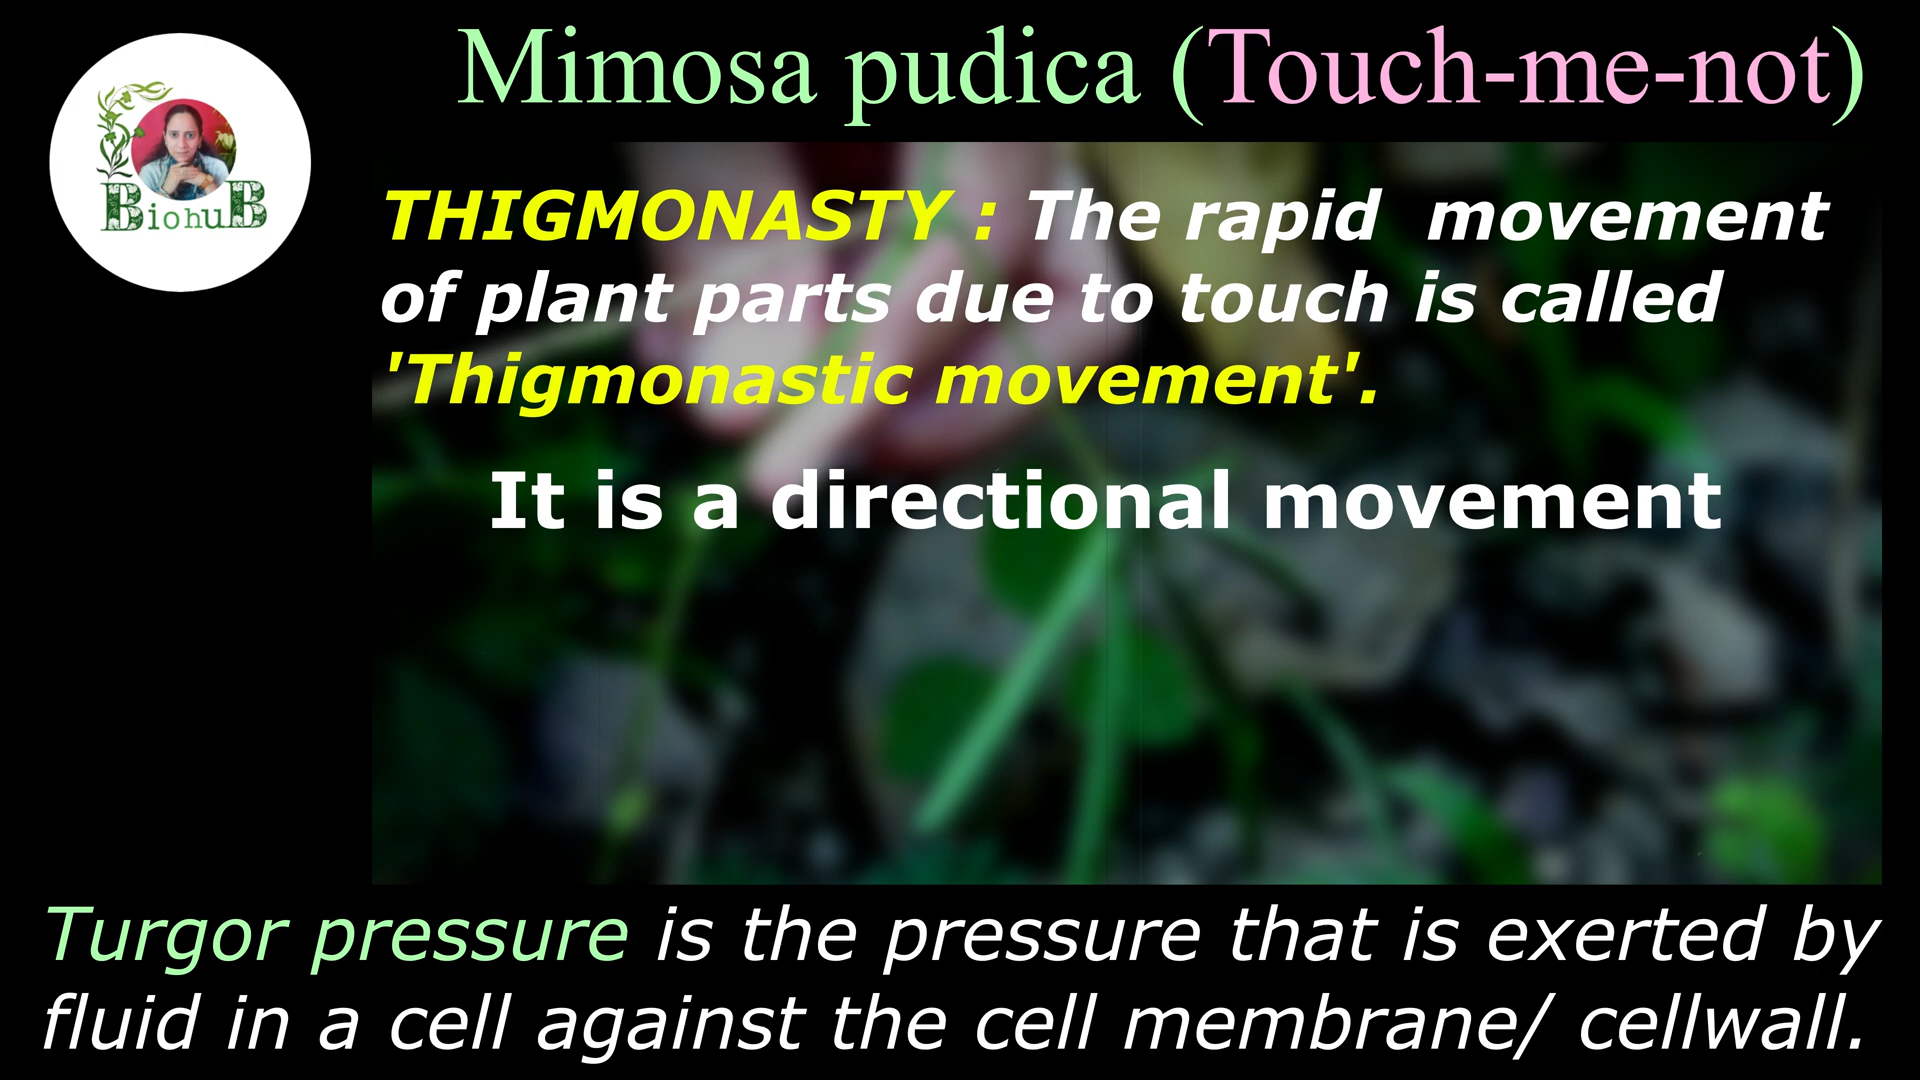 Mimosa pudica (Touch-me-not)
BiohuB
THIGMONASTY : The rapid movement
of plant parts due to touch is called
'Thigmonastic movement'.
It is a directional movement
Turgor pressure is the pressure that is exerted by
fluid in a cell against the cell membrane/ cellwall.